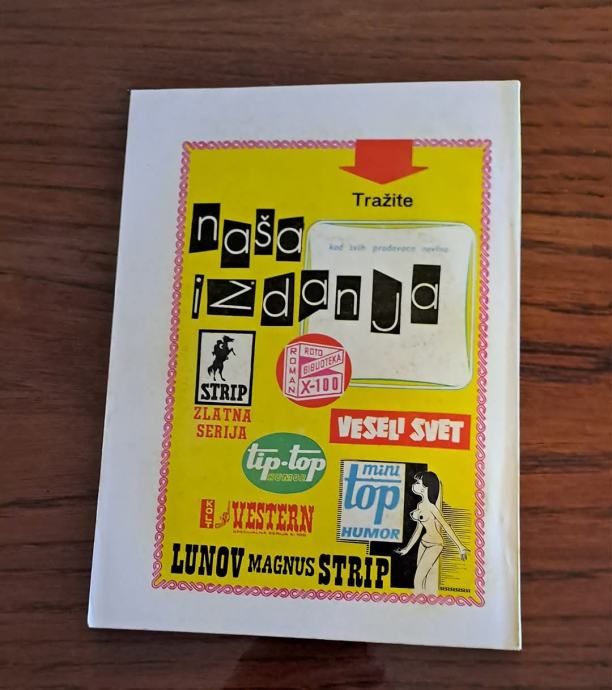 Tražite
naša
kod svih prodavaca novina
izdanja
STRIP
ZLATNA
SERIJA
ROMAN
ROTO
BIBLIOTEKA
X-100
VESELI SVET
tip-top
HUMOR
mini
top
HUMOR
KOLT
WESTERN
LUNOV MAGNUS STRIP